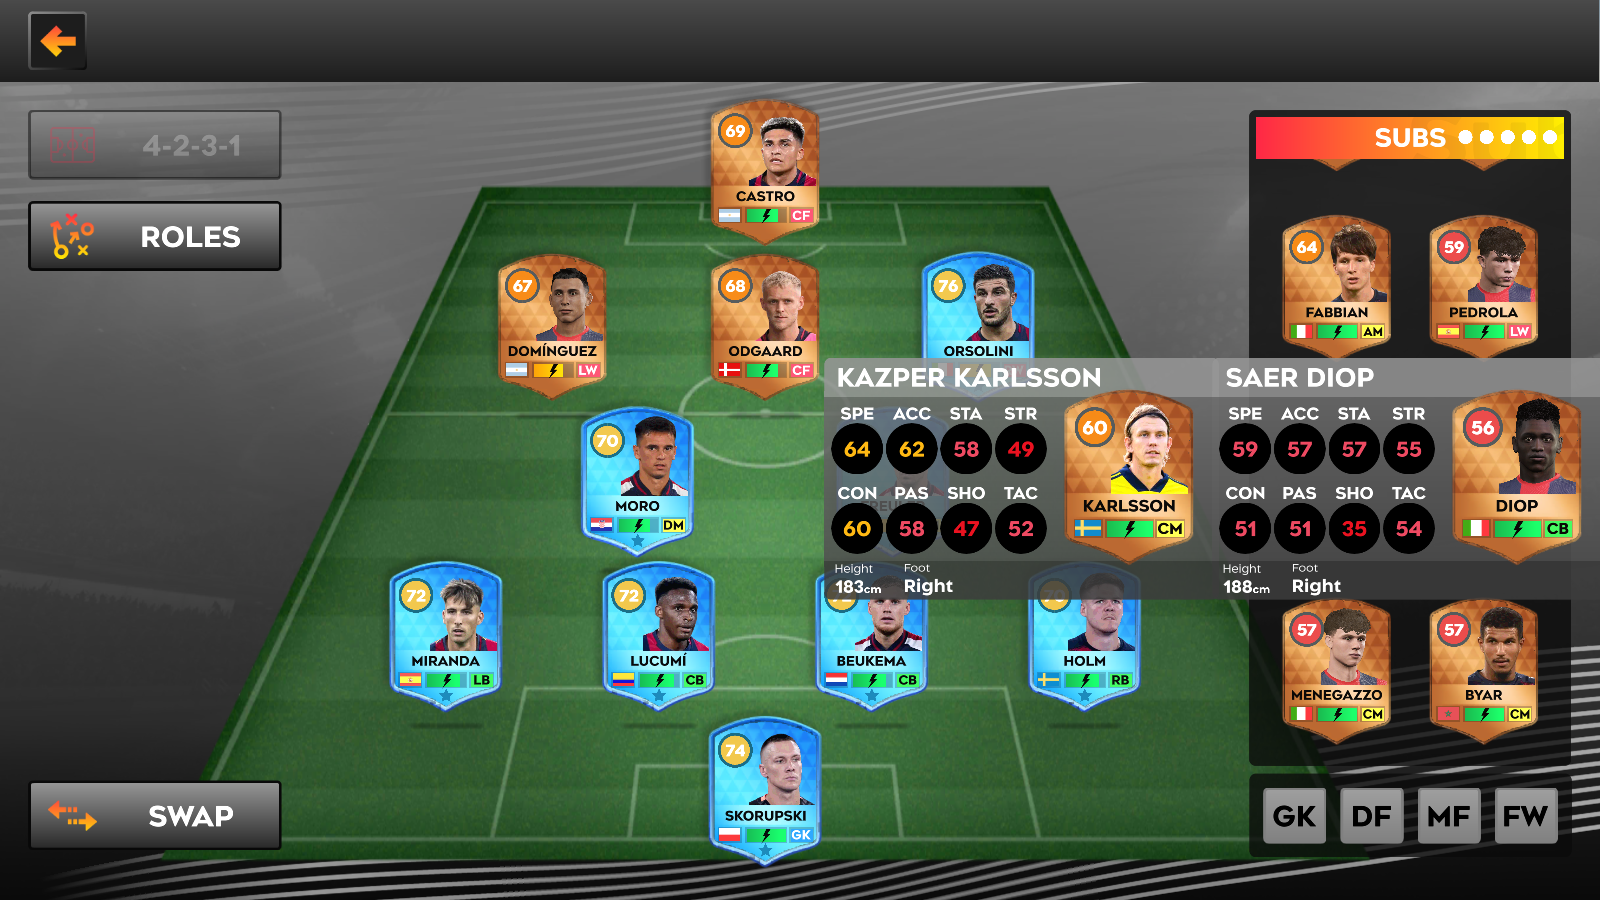 4-2-3-1
ROLES
SWAP
69
CASTRO
CF
67
DOMÍNGUEZ
LW
68
ODGAARD
CF
76
ORSOLINI
70
MORO
DM
72
MIRANDA
LB
72
LUCUMÍ
CB
BEUKEMA
CB
HOLM
RB
74
SKORUPSKI
GK
SUBS
64
FABBIAN
AM
59
PEDROLA
LW
KAZPER KARLSSON
SPE ACC STA STR
64 62 58 49
CON PAS SHO TAC
60 58 47 52
Height Foot
183cm Right
60
KARLSSON
CM
SAER DIOP
SPE ACC STA STR
59 57 57 55
CON PAS SHO TAC
51 51 35 54
Height Foot
188cm Right
56
DIOP
CB
57
MENEGAZZO
CM
57
BYAR
CM
GK DF MF FW